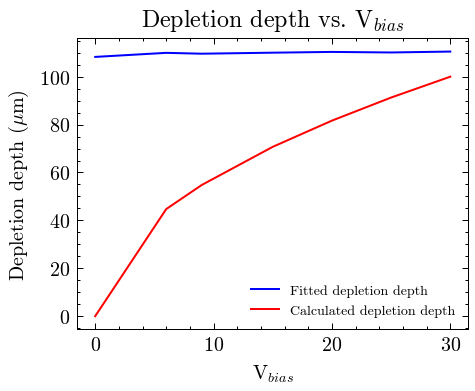 Depletion depth vs. V_bias
Depletion depth (μm)
100
80
60
40
20
0
Fitted depletion depth
Calculated depletion depth
0 10 20 30
V_bias